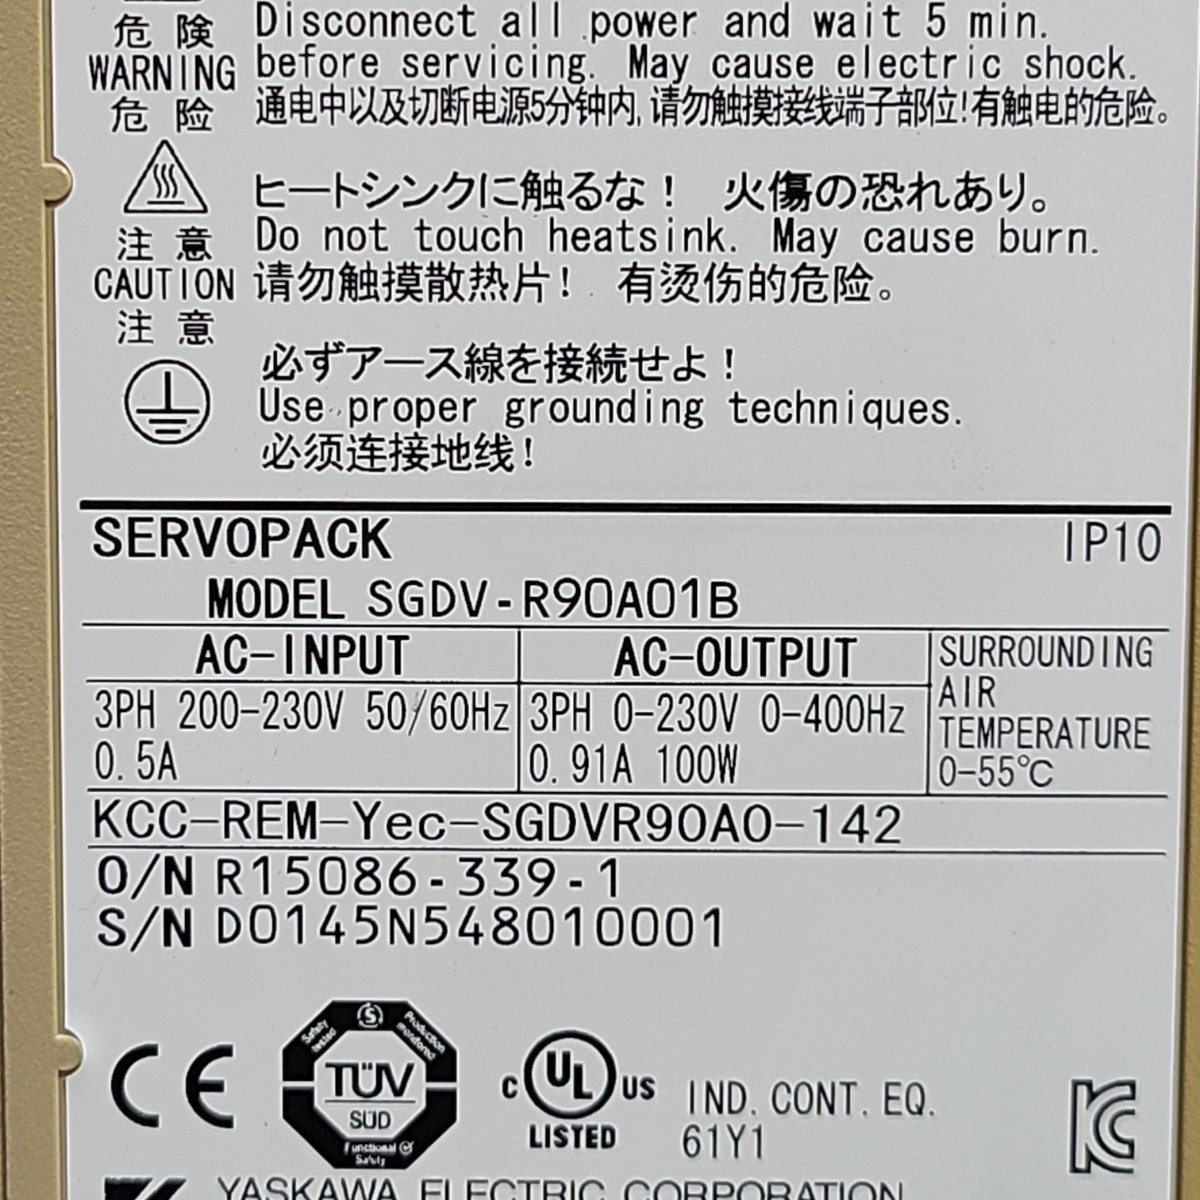 危険 Disconnect all power and wait 5 min.
WARNING before servicing. May cause electric shock.
危险 通电中以及切断电源5分钟内,请勿触摸接线端子部位!有触电的危险。
ヒートシンクに触るな! 火傷の恐れあり。
注意 Do not touch heatsink. May cause burn.
CAUTION 请勿触摸散热片! 有烫伤的危险。
注意
必ずアース線を接続せよ!
Use proper grounding techniques.
必须连接地线!
SERVOPACK IP10
MODEL SGDV-R90A01B
AC-INPUT AC-OUTPUT
3PH 200-230V 50/60Hz
0.5A
3PH 0-230V 0-400Hz
0.91A 100W
SURROUNDING
AIR
TEMPERATURE
0-55℃
KCC-REM-Yec-SGDVR90A0-142
O/N R15086-339-1
S/N D0145N548010001
CE
Safety tested
Production monitored
TÜV
SÜD
Functional Safety
C UL US
LISTED
IND. CONT. EQ.
61Y1
KC
YASKAWA ELECTRIC CORPORATION